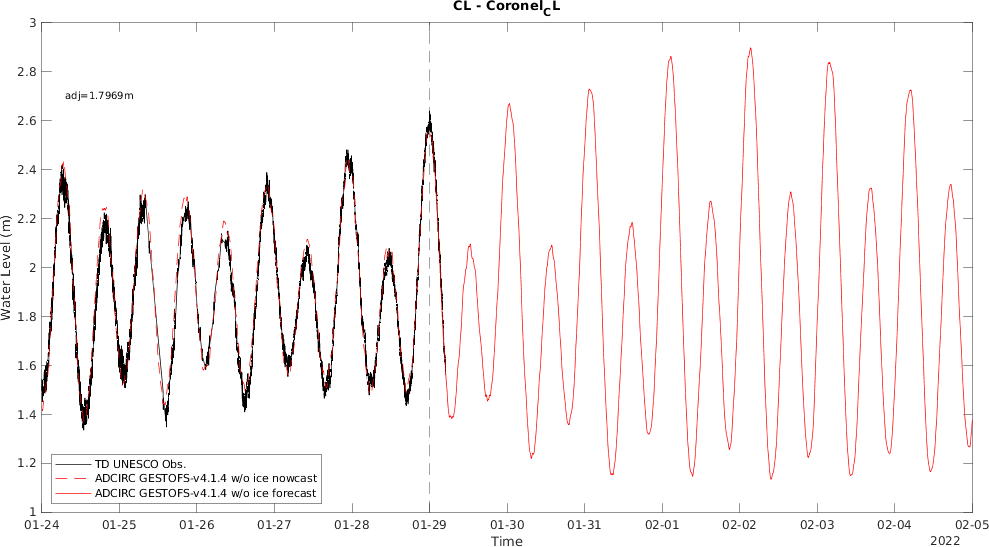 CL - Coronel_CL
3
2.8
adj=1.7969m
2.6
2.4
2.2
2
1.8
1.6
1.4
1.2
1
Water Level (m)
TD UNESCO Obs.
ADCIRC GESTOFS-v4.1.4 w/o ice nowcast
ADCIRC GESTOFS-v4.1.4 w/o ice forecast
01-24 01-25 01-26 01-27 01-28 01-29 01-30 01-31 02-01 02-02 02-03 02-04 02-05
Time
2022